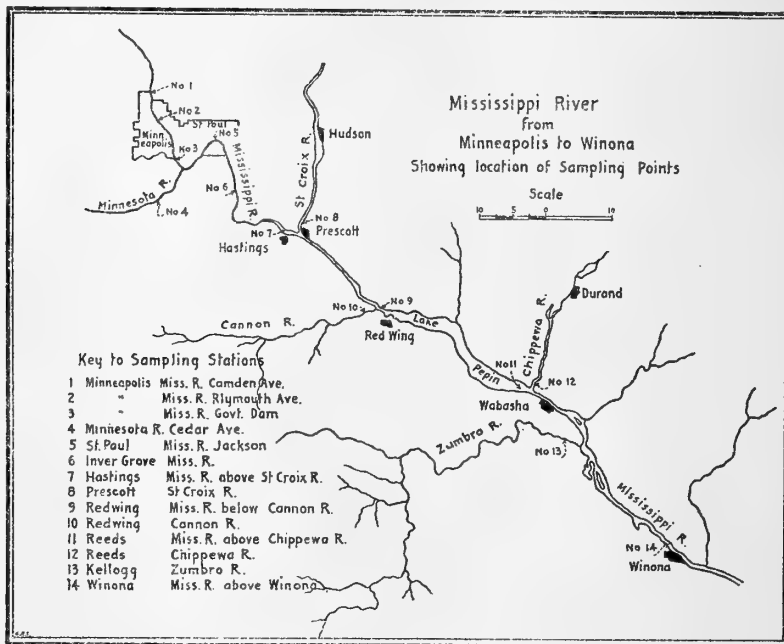 Mississippi River
from
Minneapolis to Winona
Showing location of Sampling Points
Scale
10 5 0 10
No 1
No 2
St Paul
Minn
eapolis
No 3
No 5
Mississippi R.
No 6
Minnesota R.
No 4
St Croix R.
Hudson
No 8
No 7
Prescott
Hastings
No 9
No 10
Cannon R.
Red Wing
Lake
Pepin
Chippewa R.
Durand
No 11
No 12
Wabasha
Zumbro R.
No 13
Mississippi R.
No 14
Winona
Key to Sampling Stations
1 Minneapolis Miss. R. Camden Ave.
2 " Miss. R. Plymouth Ave.
3 " Miss. R. Govt. Dam
4 Minnesota R. Cedar Ave.
5 St. Paul Miss. R. Jackson
6 Inver Grove Miss. R.
7 Hastings Miss. R. above St Croix R.
8 Prescott St Croix R.
9 Redwing Miss. R. below Cannon R.
10 Redwing Cannon R.
11 Reeds Miss. R. above Chippewa R.
12 Reeds Chippewa R.
13 Kellogg Zumbro R.
14 Winona Miss. R. above Winona